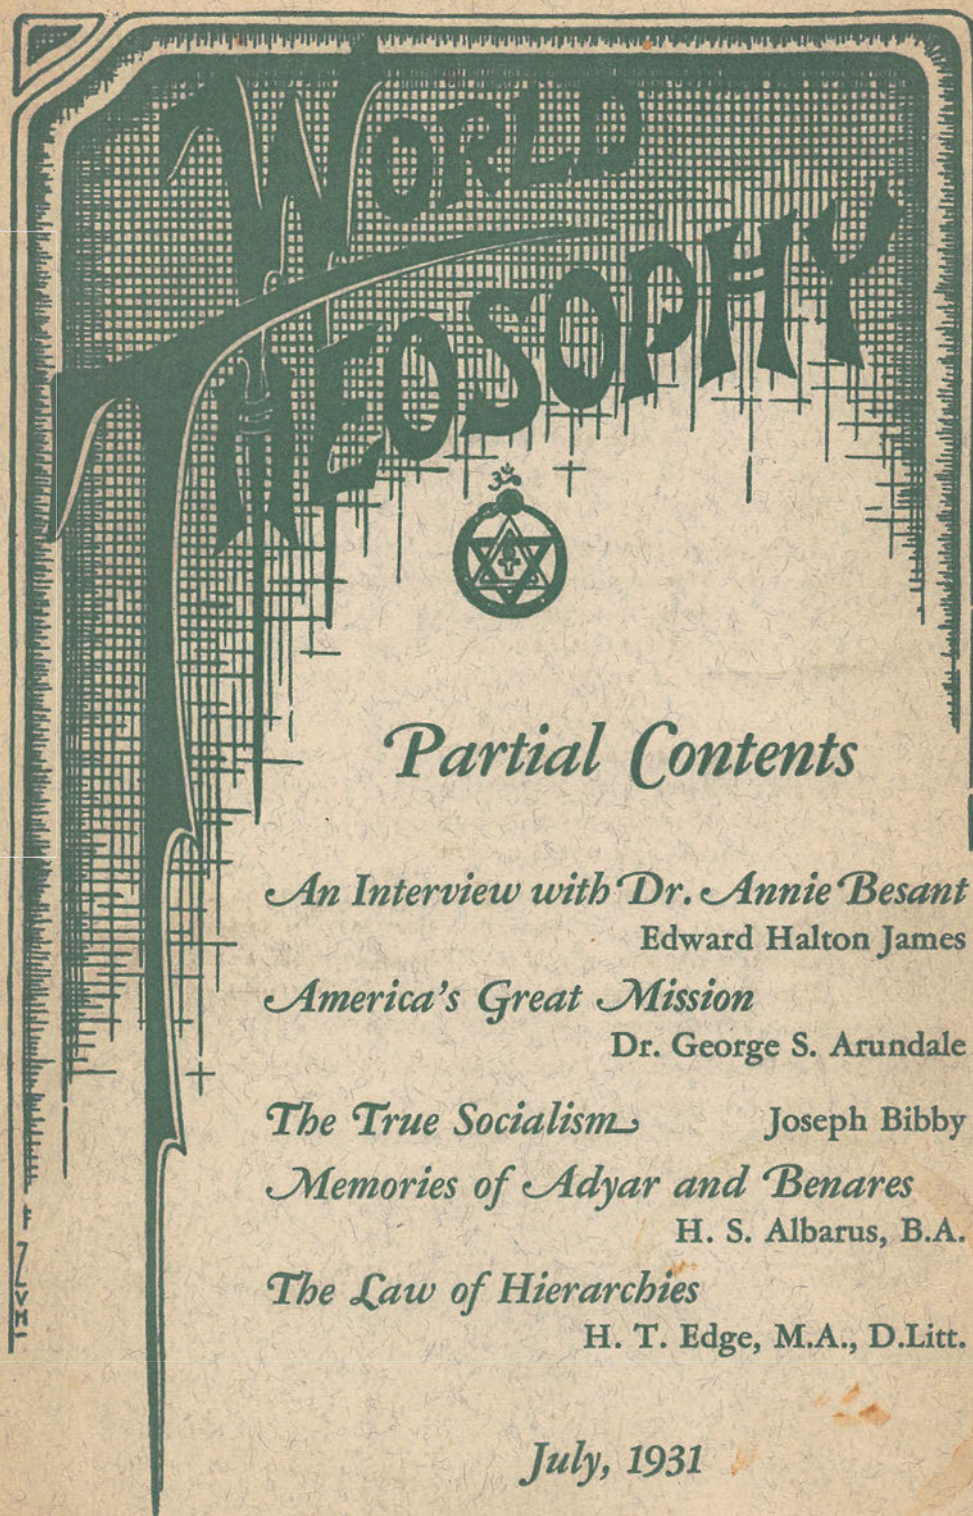 WORLD
THEOSOPHY
ॐ
Partial Contents
An Interview with Dr. Annie Besant
Edward Halton James
America's Great Mission
Dr. George S. Arundale
The True Socialism Joseph Bibby
Memories of Adyar and Benares
H. S. Albarus, B.A.
The Law of Hierarchies
H. T. Edge, M.A., D.Litt.
July, 1931